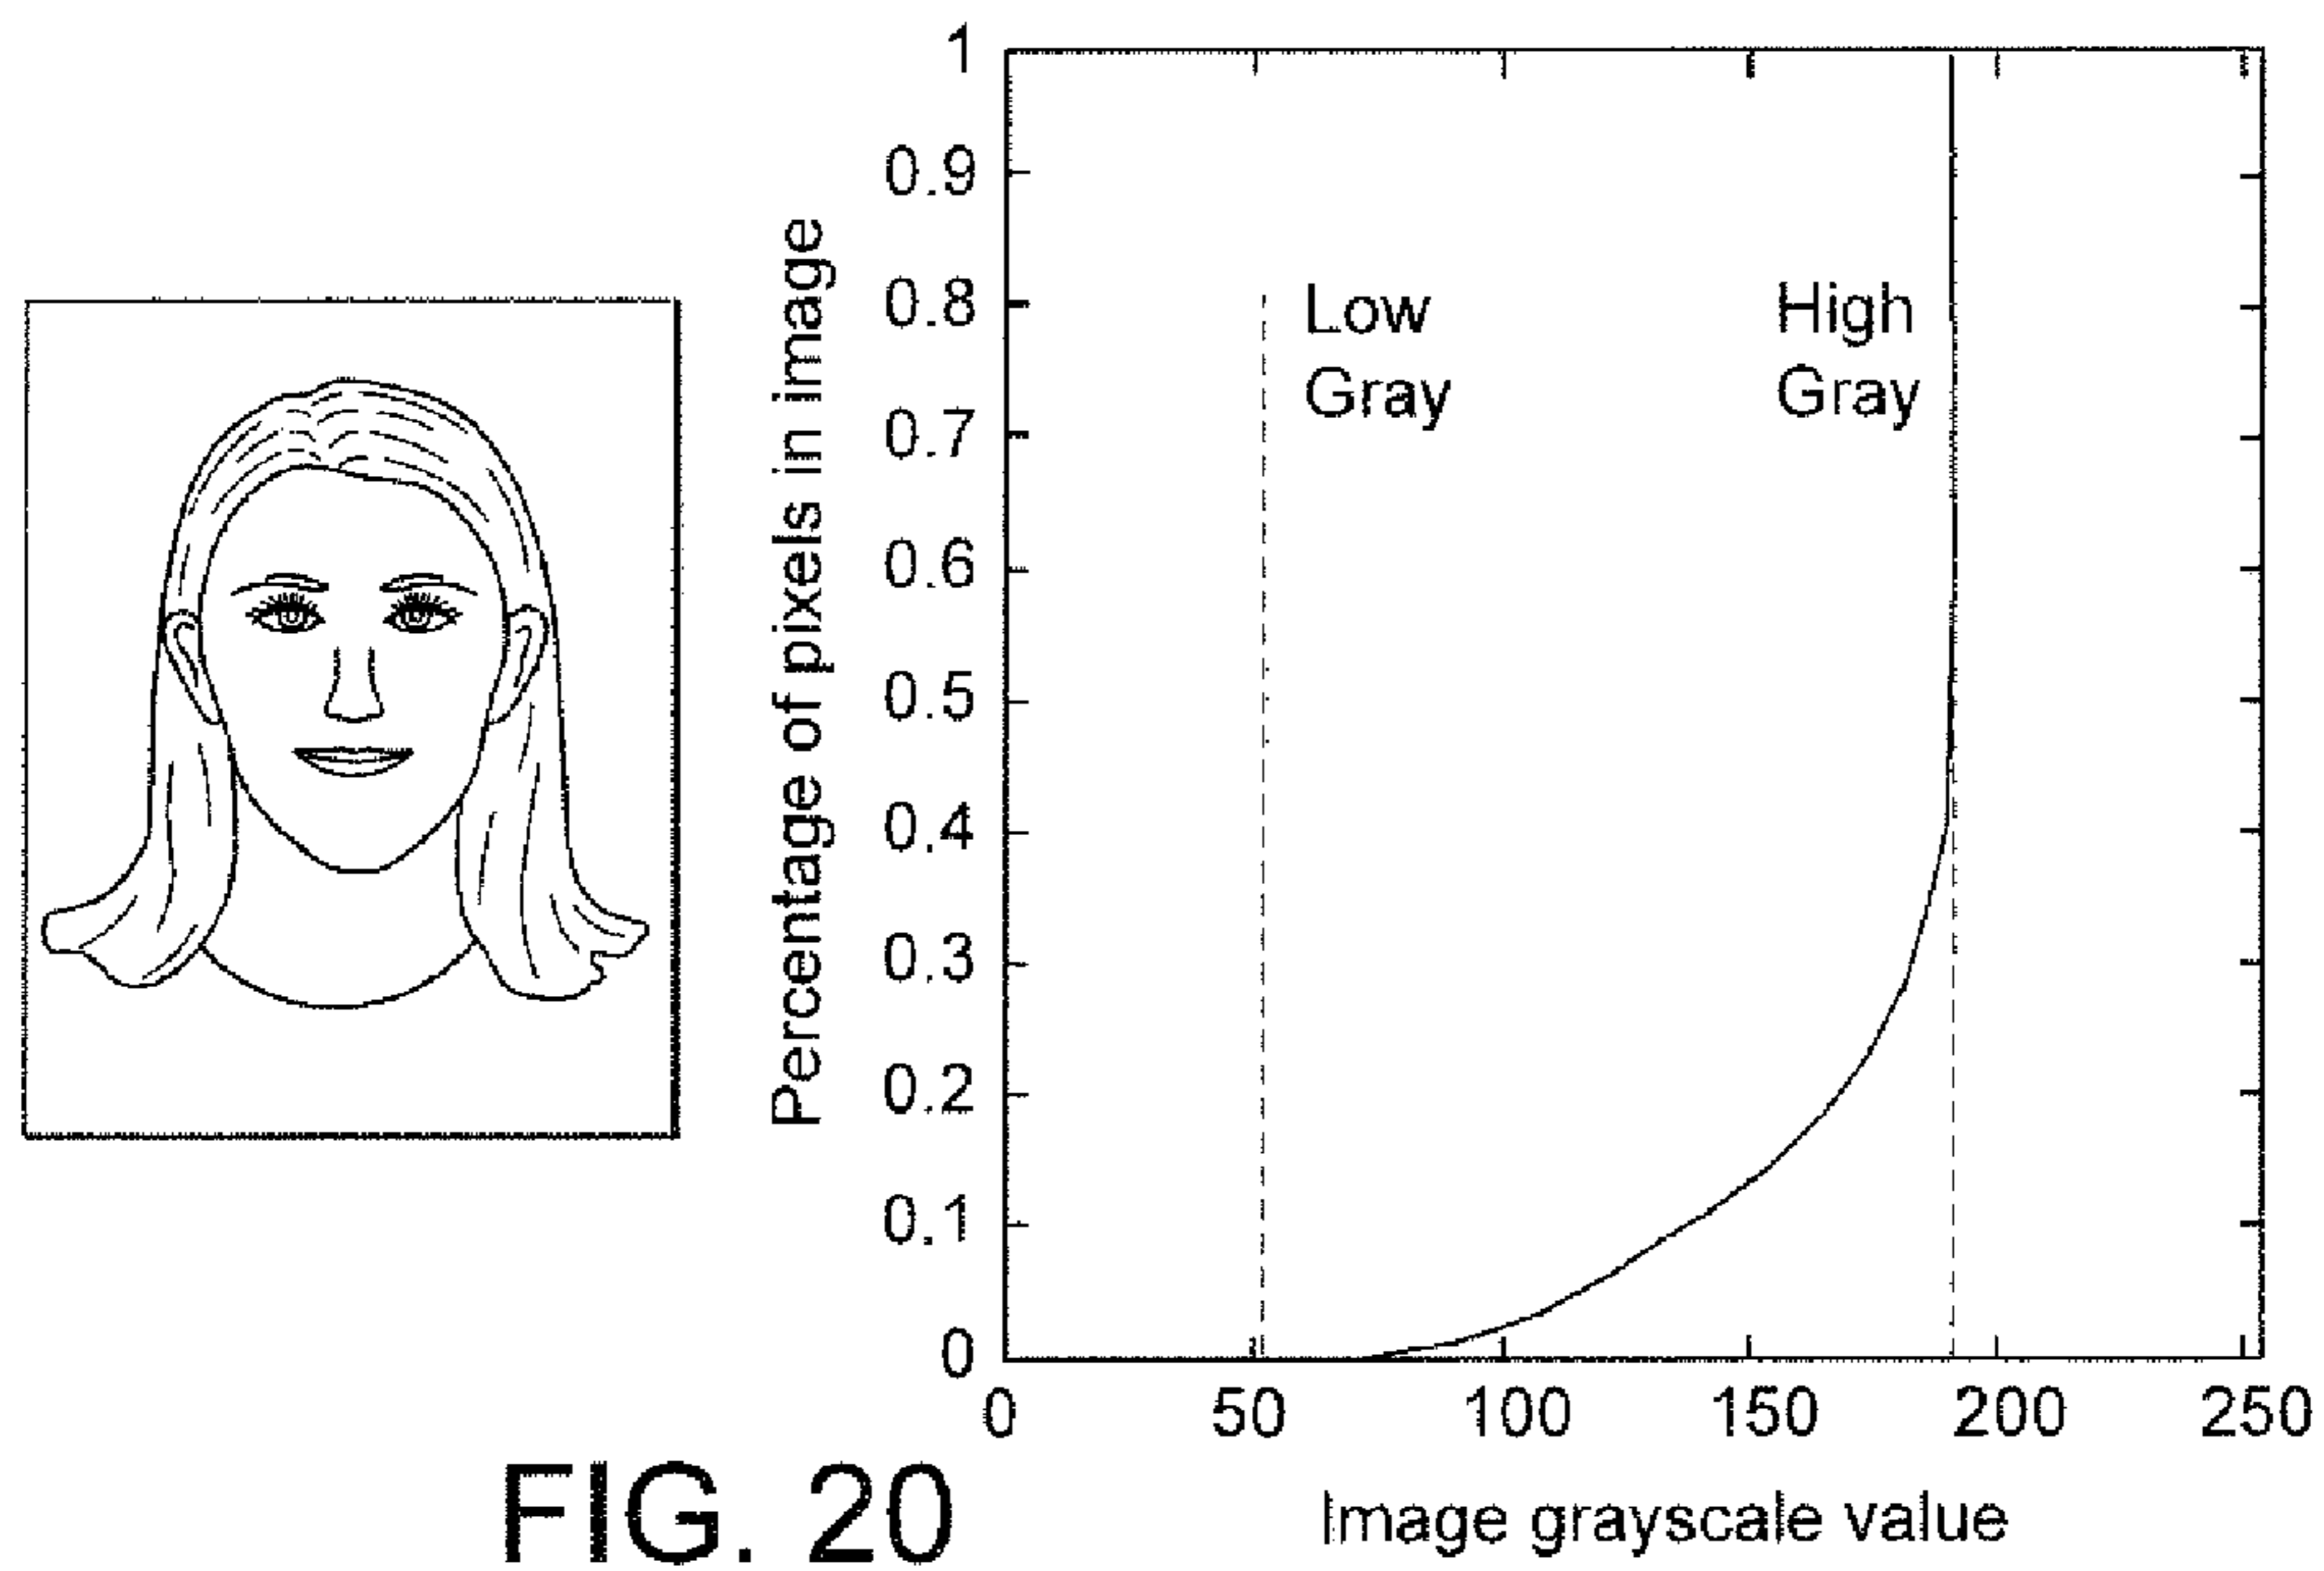 Percentage of pixels in image
1
0.9
0.8
0.7
0.6
0.5
0.4
0.3
0.2
0.1
0
Low
Gray
High
Gray
0 50 100 150 200 250
Image grayscale value
FIG. 20